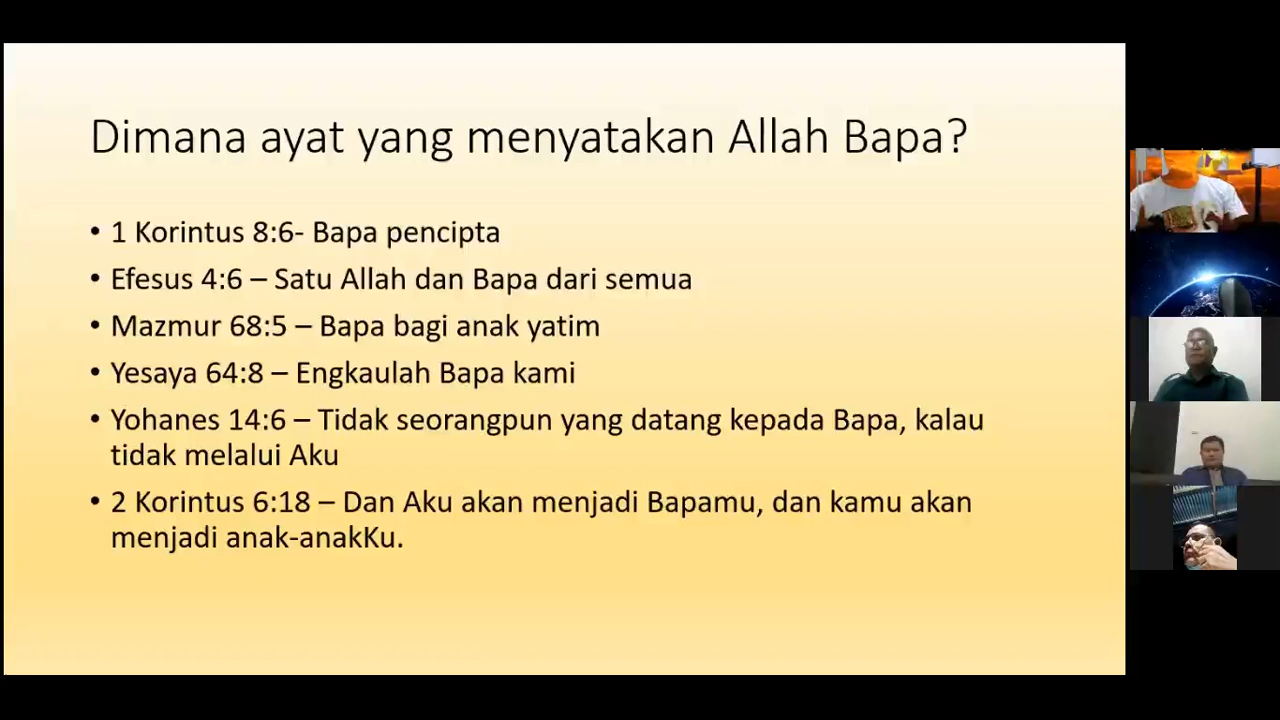 Dimana ayat yang menyatakan Allah Bapa?
• 1 Korintus 8:6- Bapa pencipta
• Efesus 4:6 – Satu Allah dan Bapa dari semua
• Mazmur 68:5 – Bapa bagi anak yatim
• Yesaya 64:8 – Engkaulah Bapa kami
• Yohanes 14:6 – Tidak seorangpun yang datang kepada Bapa, kalau
tidak melalui Aku
• 2 Korintus 6:18 – Dan Aku akan menjadi Bapamu, dan kamu akan
menjadi anak-anakKu.